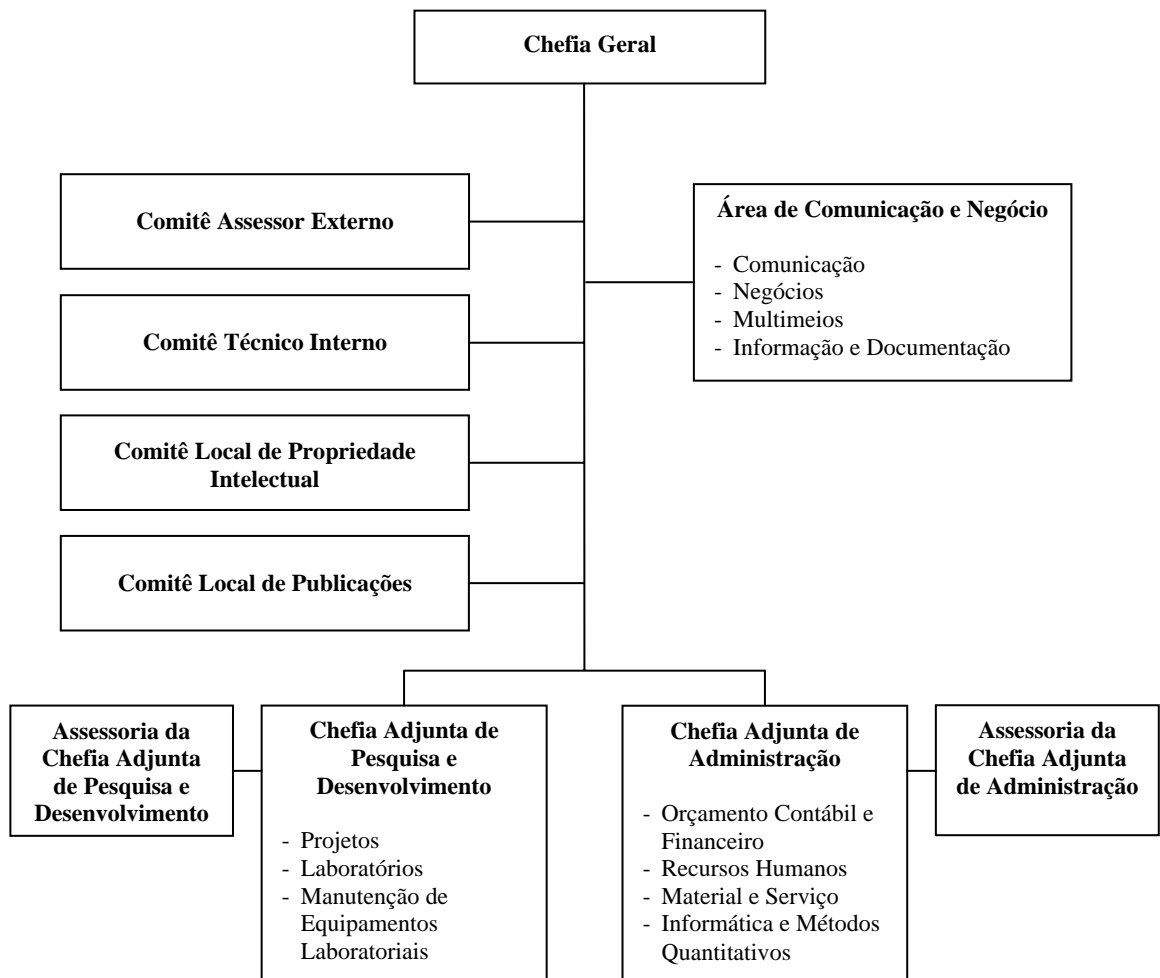 Chefia Geral
Comitê Assessor Externo
Área de Comunicação e Negócio
- Comunicação
- Negócios
- Multimeios
- Informação e Documentação
Comitê Técnico Interno
Comitê Local de Propriedade
Intelectual
Comitê Local de Publicações
Assessoria da
Chefia Adjunta
de Pesquisa e
Desenvolvimento
Chefia Adjunta de
Pesquisa e
Desenvolvimento
- Projetos
- Laboratórios
- Manutenção de
Equipamentos
Laboratoriais
Chefia Adjunta de
Administração
- Orçamento Contábil e
Financeiro
- Recursos Humanos
- Material e Serviço
- Informática e Métodos
Quantitativos
Assessoria da
Chefia Adjunta
de Administração